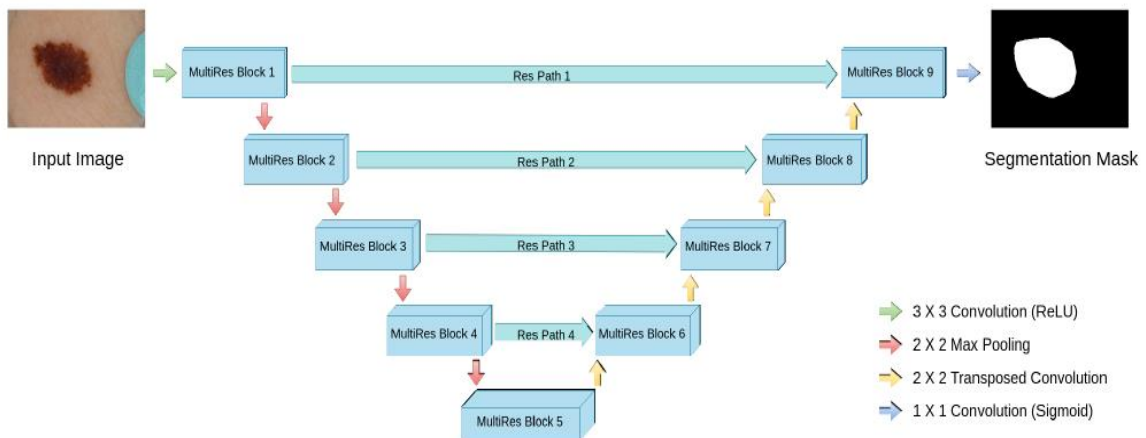 MultiRes Block 1
Res Path 1
MultiRes Block 9
Input Image
MultiRes Block 2
Res Path 2
MultiRes Block 8
Segmentation Mask
MultiRes Block 3
Res Path 3
MultiRes Block 7
MultiRes Block 4
Res Path 4
MultiRes Block 6
MultiRes Block 5
3 X 3 Convolution (ReLU)
2 X 2 Max Pooling
2 X 2 Transposed Convolution
1 X 1 Convolution (Sigmoid)